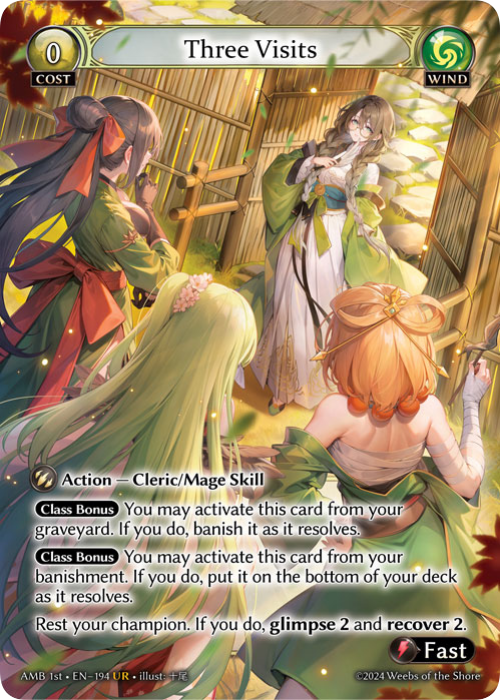 Three Visits
0
COST
WIND
Action — Cleric/Mage Skill
Class Bonus You may activate this card from your
graveyard. If you do, banish it as it resolves.
Class Bonus You may activate this card from your
banishment. If you do, put it on the bottom of your deck
as it resolves.
Rest your champion. If you do, glimpse 2 and recover 2.
Fast
AMB 1st • EN-194 UR • illust: 十尾
©2024 Weebs of the Shore